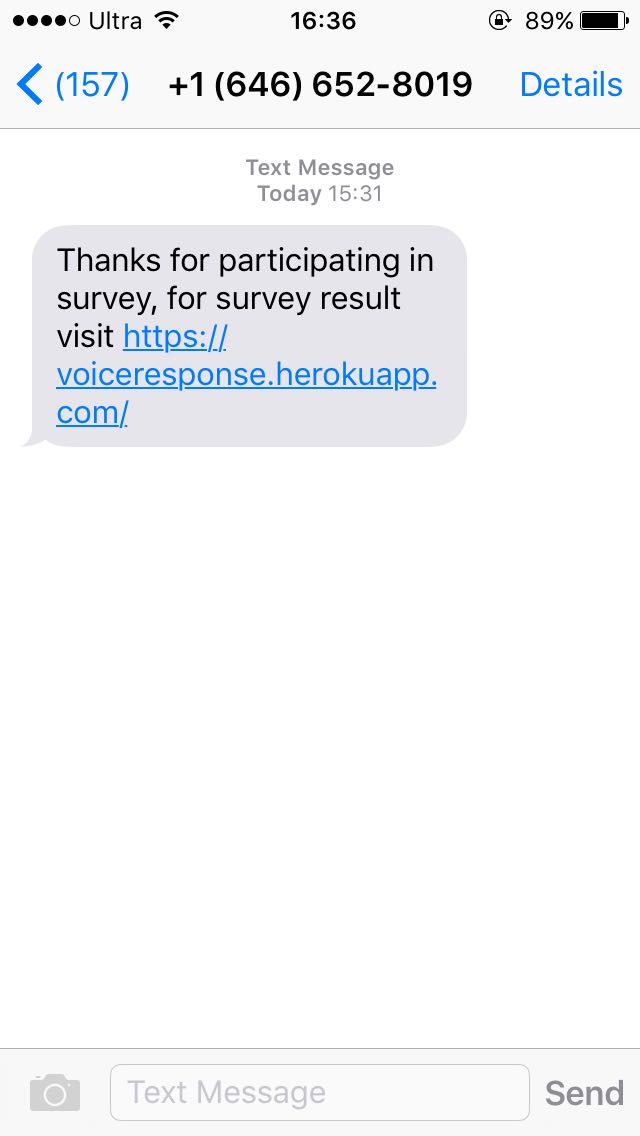 Ultra 16:36 89%
(157) +1 (646) 652-8019 Details
Text Message
Today 15:31
Thanks for participating in
survey, for survey result
visit https://
voiceresponse.herokuapp.
com/
Text Message Send